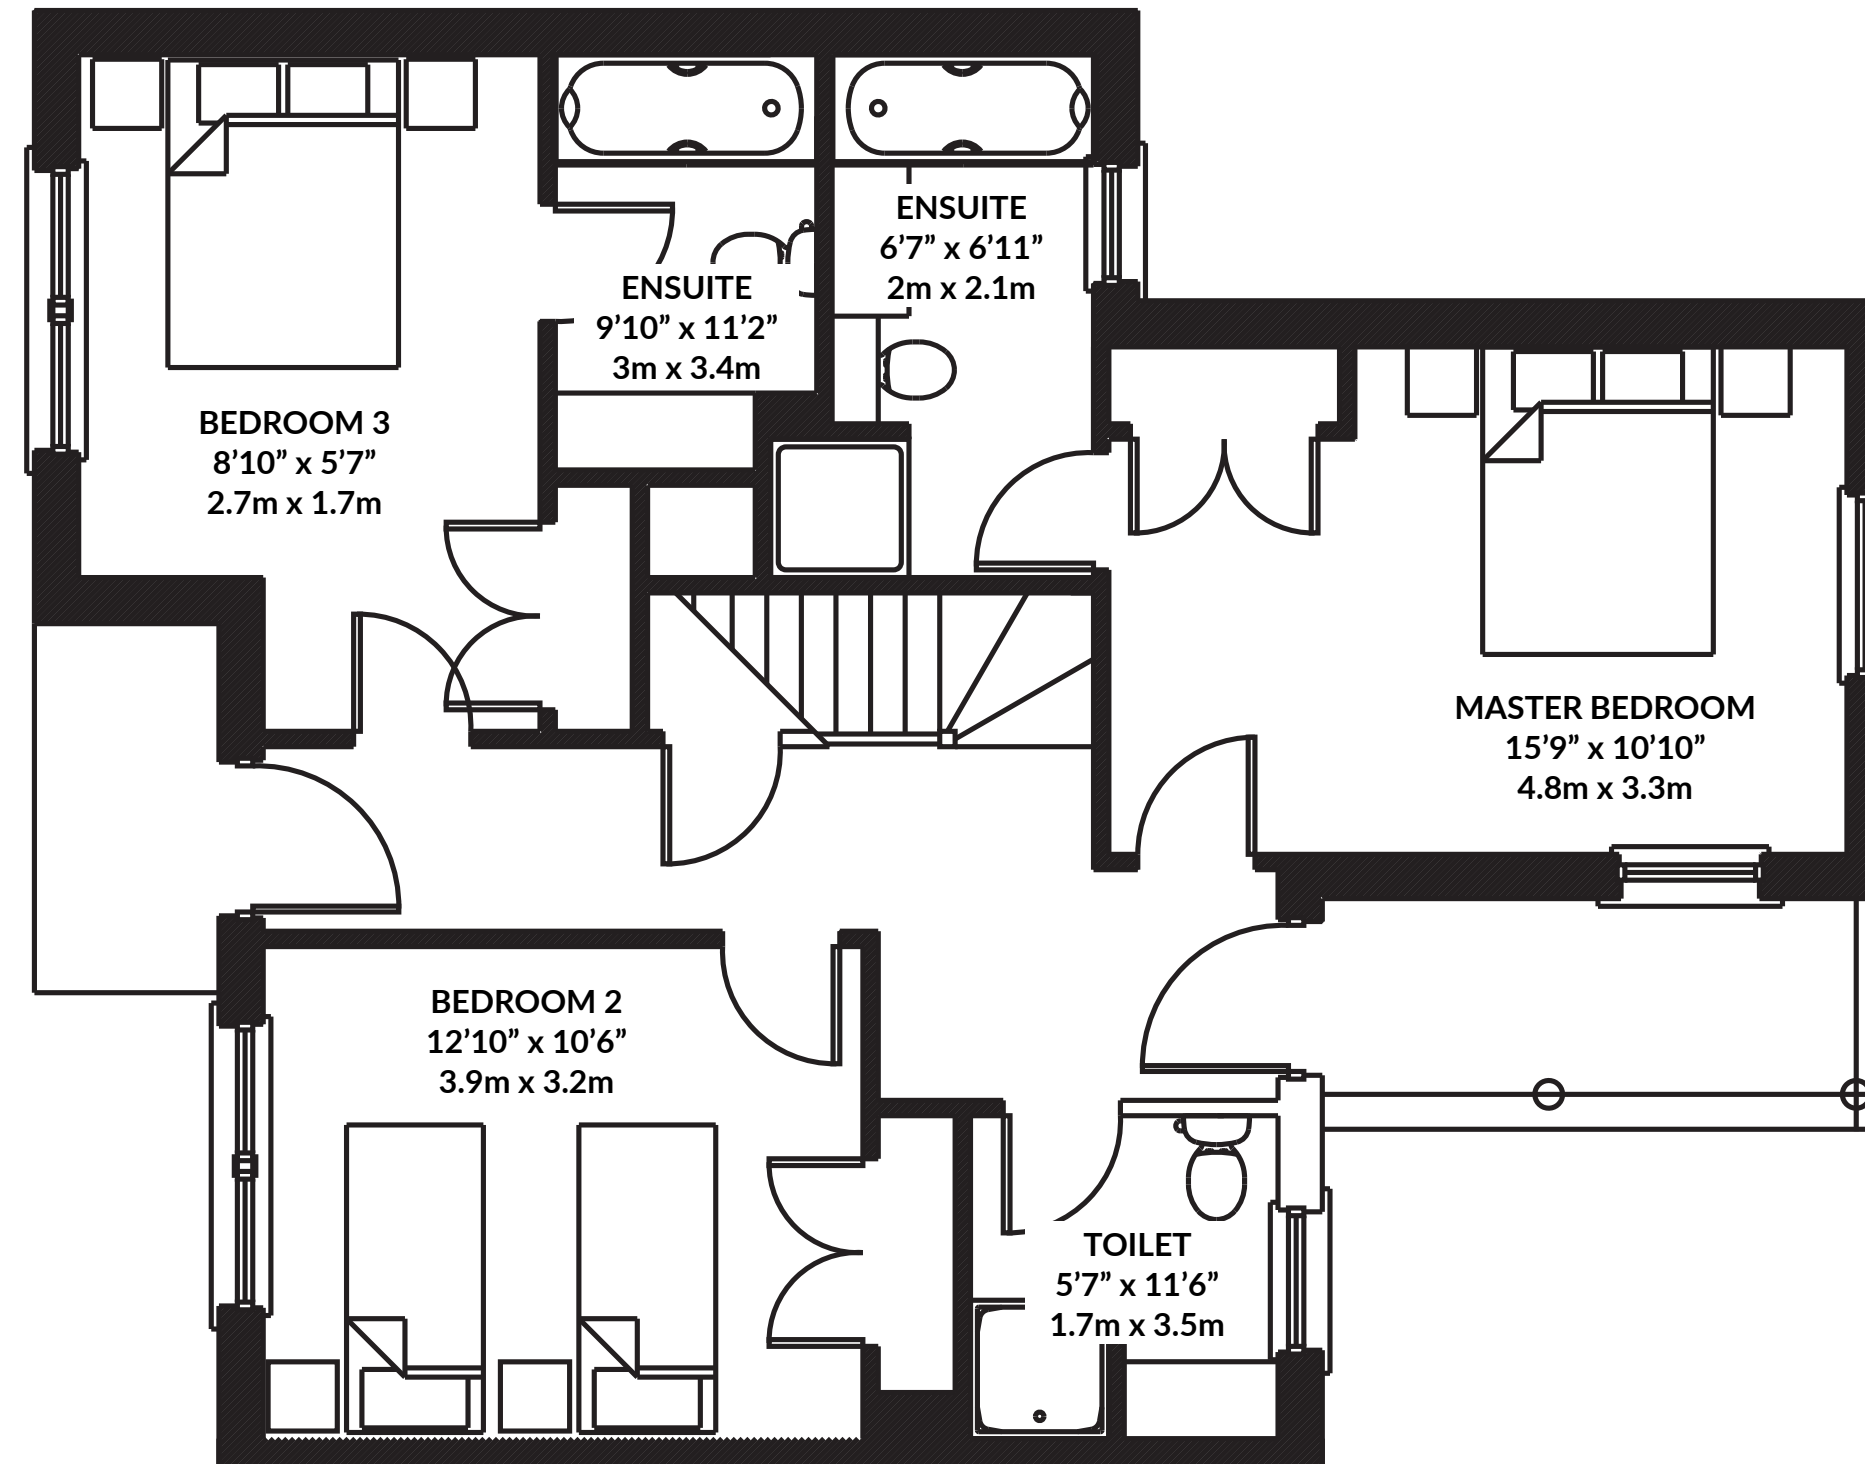 ENSUITE
6’7” x 6’11”
2m x 2.1m
ENSUITE
9’10” x 11’2”
3m x 3.4m
BEDROOM 3
8’10” x 5’7”
2.7m x 1.7m
MASTER BEDROOM
15’9” x 10’10”
4.8m x 3.3m
BEDROOM 2
12’10” x 10’6”
3.9m x 3.2m
TOILET
5’7” x 11’6”
1.7m x 3.5m